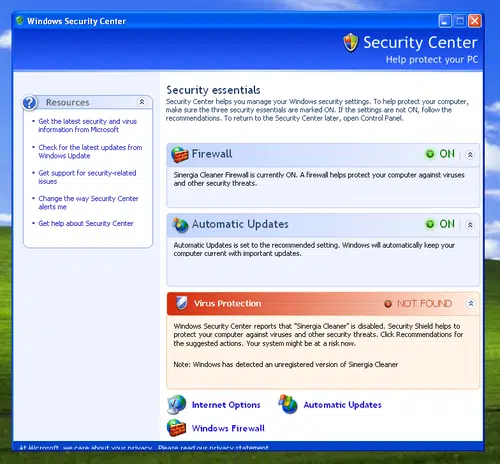 Windows Security Center
Security Center
Help protect your PC
Resources
Get the latest security and virus
information from Microsoft
Check for the latest updates from
Windows Update
Get support for security-related
issues
Change the way Security Center
alerts me
Get help about Security Center
Security essentials
Security Center helps you manage your Windows security settings. To help protect your computer,
make sure the three security essentials are marked ON. If the settings are not ON, follow the
recommendations. To return to the Security Center later, open Control Panel.
Firewall
ON
Sinergia Cleaner Firewall is currently ON. A firewall helps protect your computer against viruses
and other security threats.
Automatic Updates
ON
Automatic Updates is set to the recommended setting. Windows will automatically keep your
computer current with important updates.
Virus Protection
NOT FOUND
Windows Security Center reports that "Sinergia Cleaner" is disabled. Security Shield helps to
protect your computer against viruses and other security threats. Click Recommendations
for the suggested actions. Your system might be at a risk now.
Note: Windows has detected an unregistered version of Sinergia Cleaner
Internet Options
Automatic Updates
Windows Firewall
At Microsoft, we care about your privacy. Please read our privacy statement.